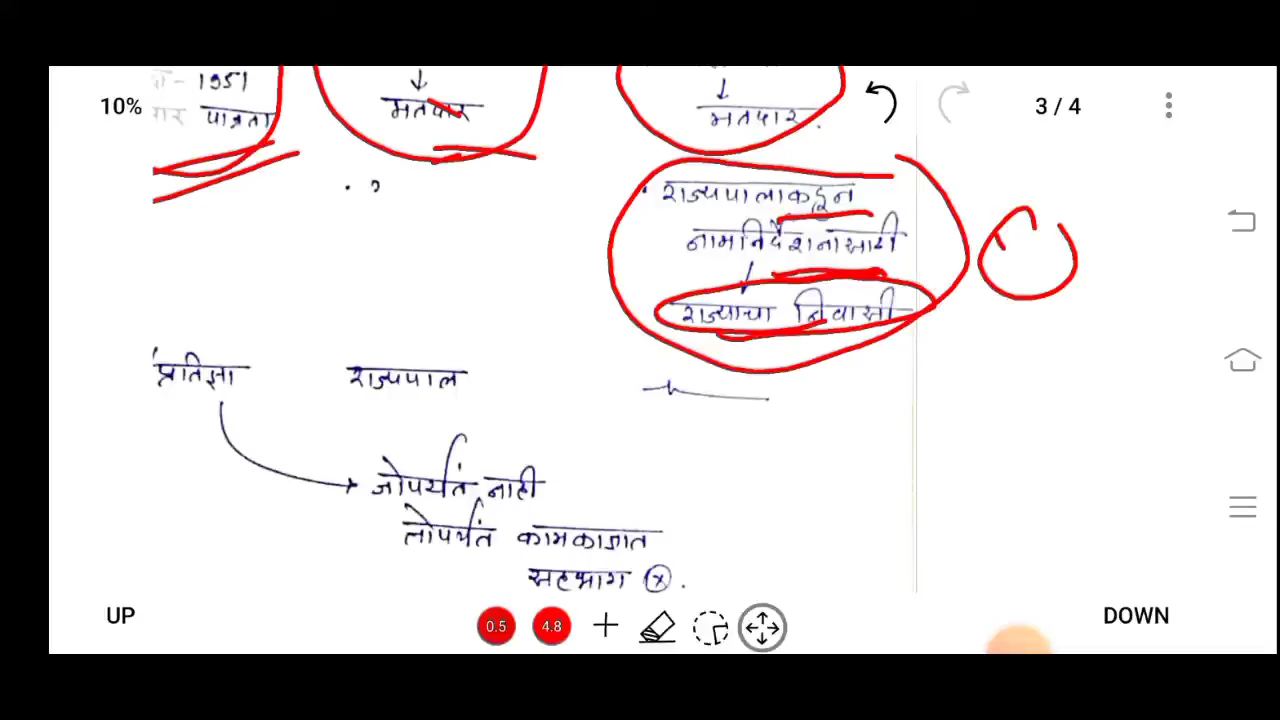 - 1951
पात्रता
10%
↓
मतदार
↓
मतदार.
3 / 4
· ?
· राज्यपालाकडून
नामनिर्देशनासाठी
↓
राज्याचा निवासी
प्रतिज्ञा राज्यपाल
जोपर्यंत नाही
तोपर्यंत कामकाजात
सहभाग ⓧ.
UP
0.5 4.8
DOWN